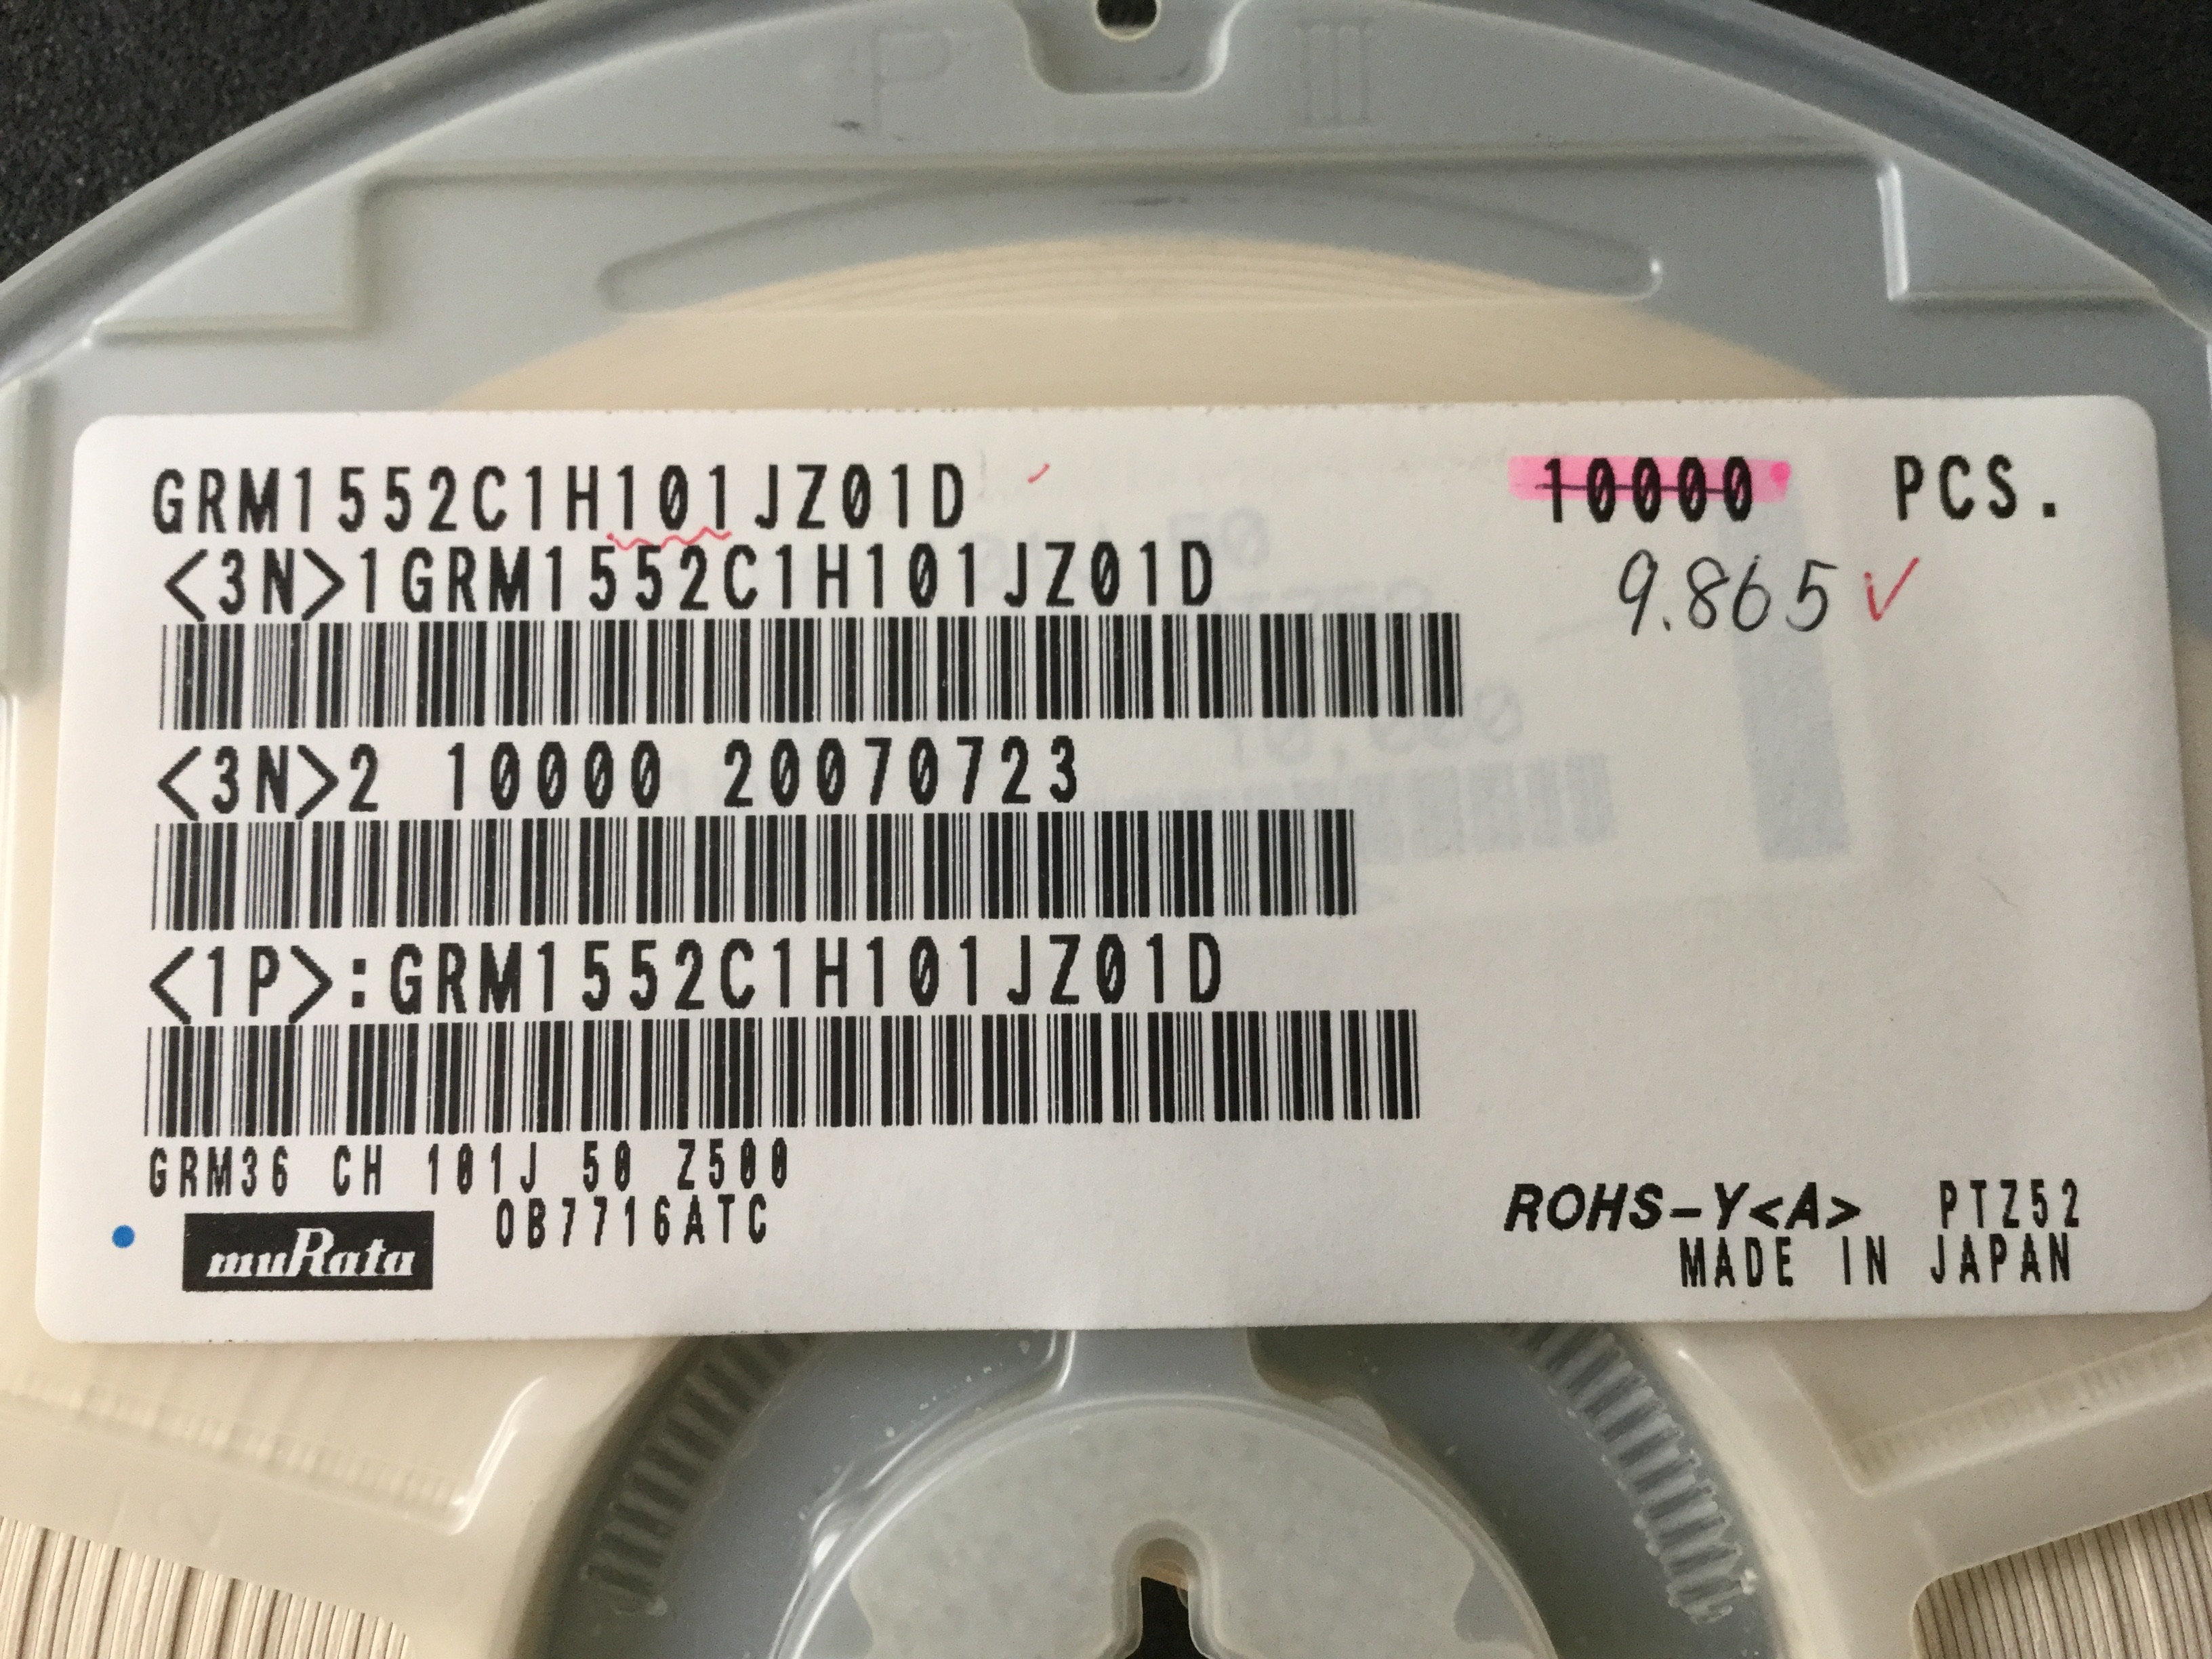 P III
GRM1552C1H101JZ01D 10000 PCS.
<3N>1GRM1552C1H101JZ01D 9.865 ✓
<3N>2 10000 20070723
<1P>:GRM1552C1H101JZ01D
GRM36 CH 101J 50 Z500
0B7716ATC
muRata
ROHS-Y<A> PTZ52
MADE IN JAPAN